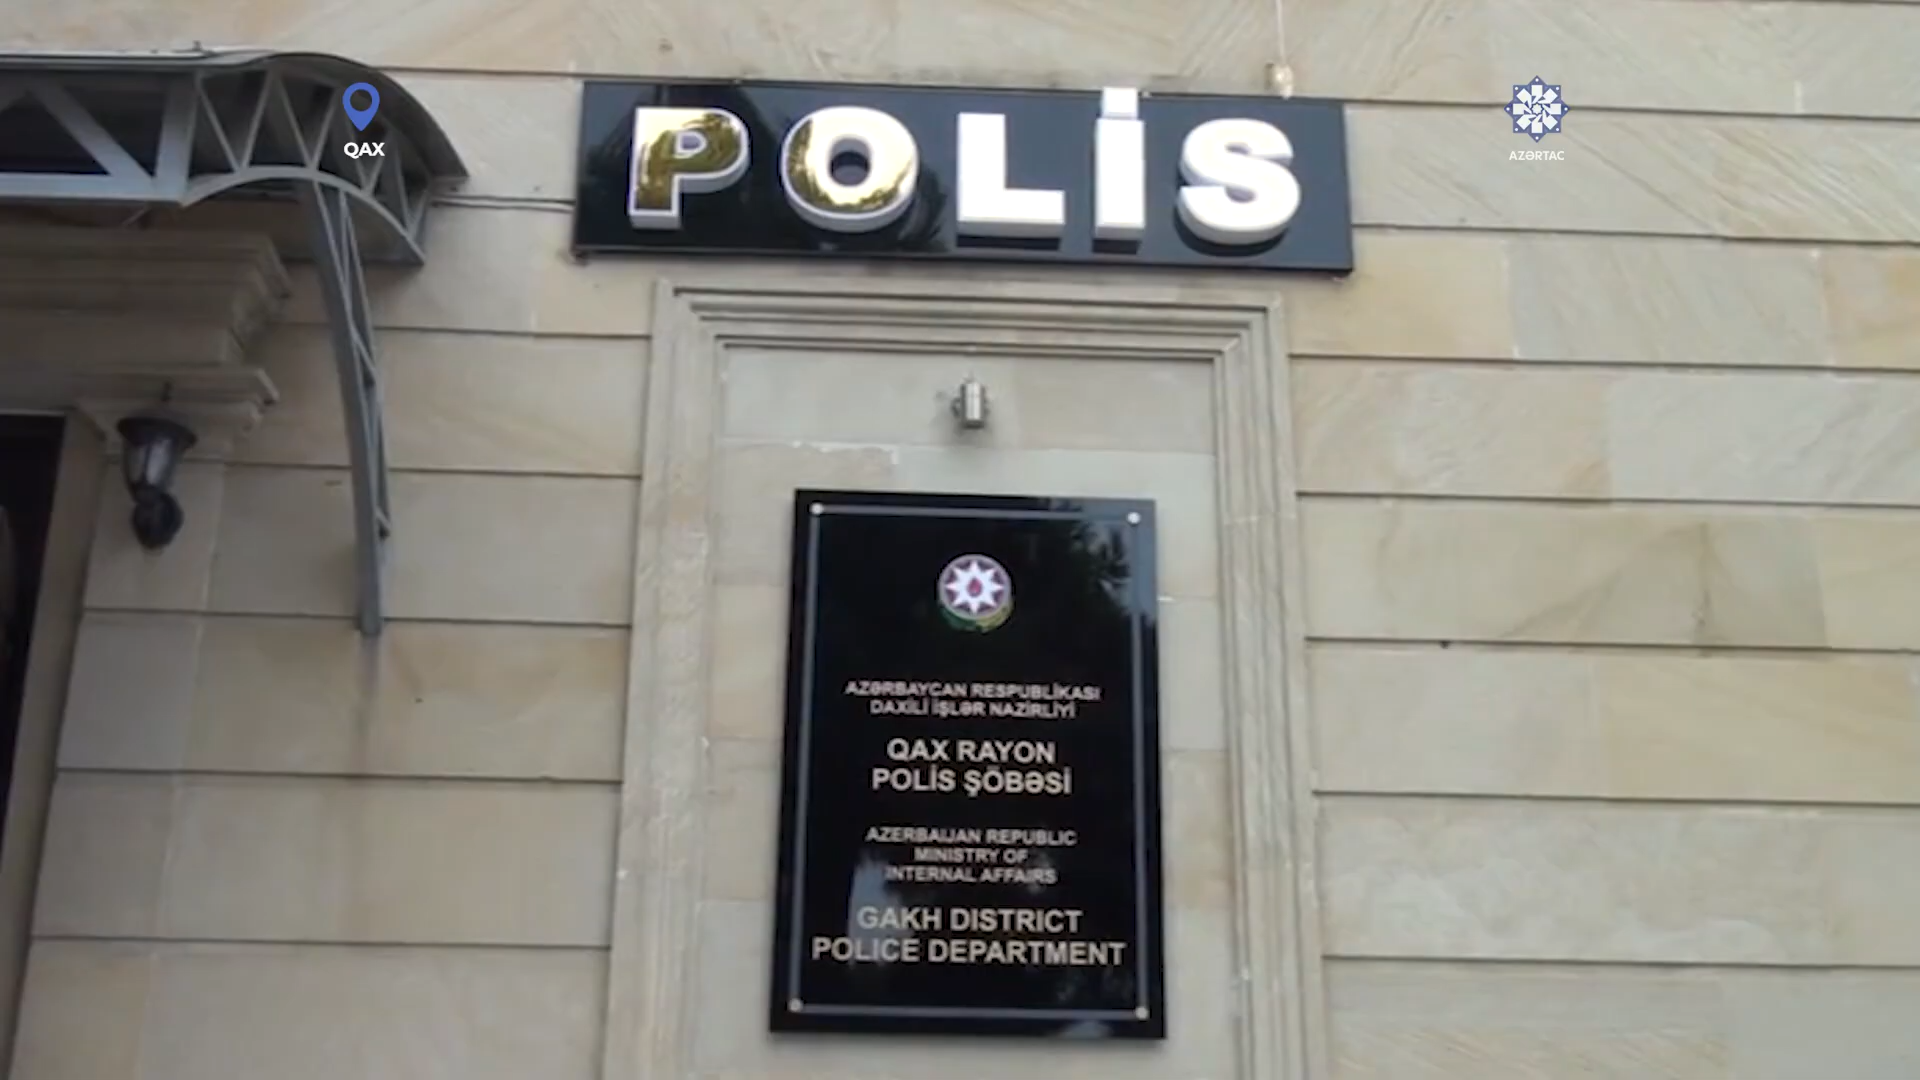 QAX
POLİS
AZƏRTAC
AZƏRBAYCAN RESPUBLİKASI
DAXİLİ İŞLƏR NAZİRLİYİ
QAX RAYON
POLİS ŞÖBƏSİ
AZERBAIJAN REPUBLIC
MINISTRY OF
INTERNAL AFFAIRS
GAKH DISTRICT
POLICE DEPARTMENT